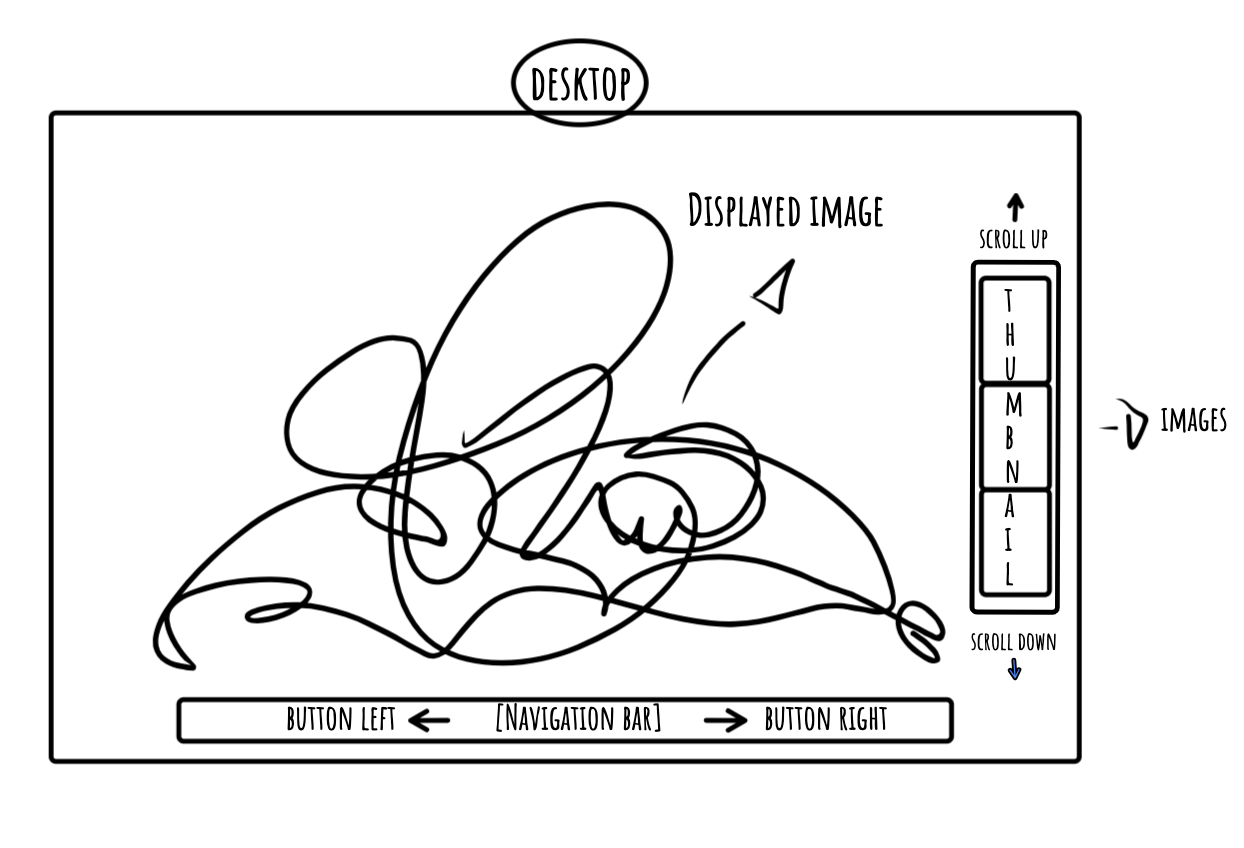 DESKTOP
DISPLAYED IMAGE
SCROLL UP
THUMBNAIL
IMAGES
SCROLL DOWN
BUTTON LEFT ← [NAVIGATION BAR] → BUTTON RIGHT